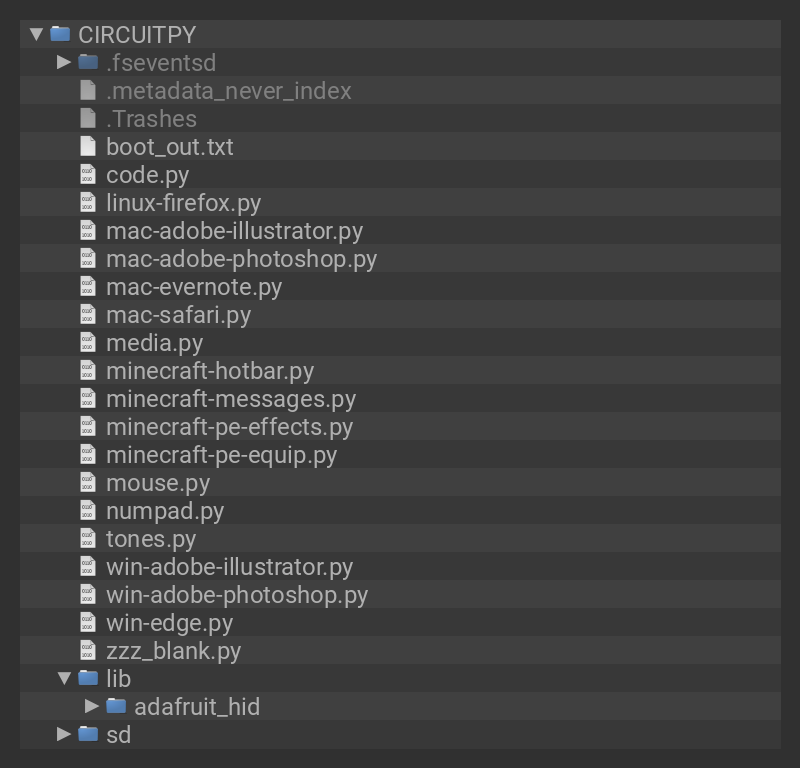 CIRCUITPY
.fseventsd
.metadata_never_index
.Trashes
boot_out.txt
code.py
linux-firefox.py
mac-adobe-illustrator.py
mac-adobe-photoshop.py
mac-evernote.py
mac-safari.py
media.py
minecraft-hotbar.py
minecraft-messages.py
minecraft-pe-effects.py
minecraft-pe-equip.py
mouse.py
numpad.py
tones.py
win-adobe-illustrator.py
win-adobe-photoshop.py
win-edge.py
zzz_blank.py
lib
adafruit_hid
sd